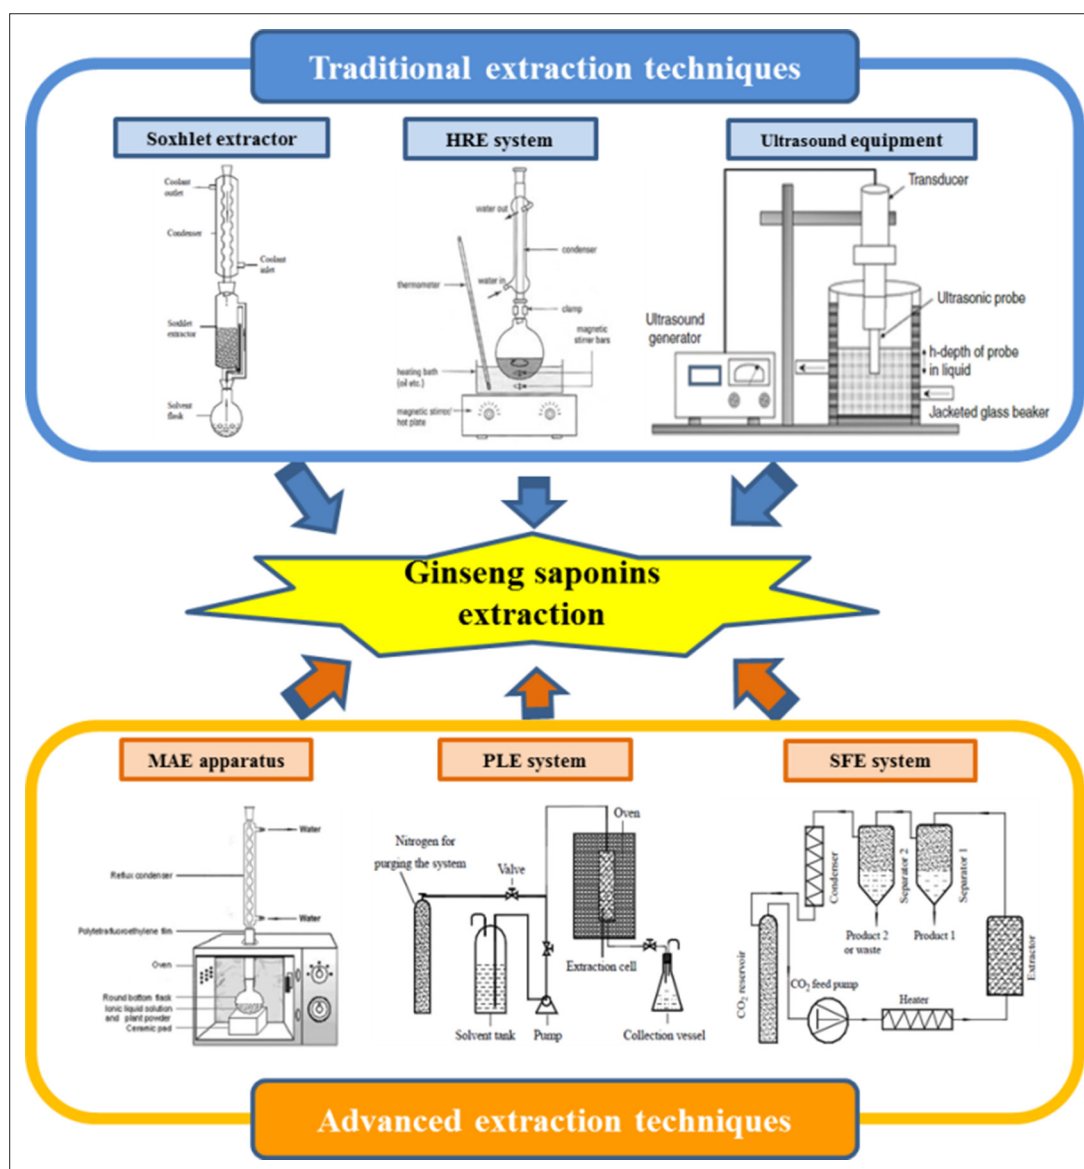 Traditional extraction techniques
Soxhlet extractor
HRE system
Ultrasound equipment
Coolant
outlet
Condenser
Coolant
inlet
Soxhlet
extractor
Solvent
flask
water out
condenser
thermometer
water in
clamp
magnetic
stirrer bars
heating bath
(oil etc.)
magnetic stirrer/
hot plate
Transducer
Ultrasonic probe
Ultrasound
generator
h-depth of probe
in liquid
Jacketed glass beaker
Ginseng saponins
extraction
MAE apparatus
PLE system
SFE system
Water
Reflux condenser
Water
Polytetrafluoroethylene film
Oven
Round bottom flask
Ionic liquid solution
and plant powder
Ceramic pad
Nitrogen for
purging the system
Valve
Oven
Extraction cell
Solvent tank
Pump
Collection vessel
Condenser
Separator 2
Separator 1
Product 2
or waste
Product 1
Extractor
CO2 reservoir
CO2 feed pump
Heater
Advanced extraction techniques